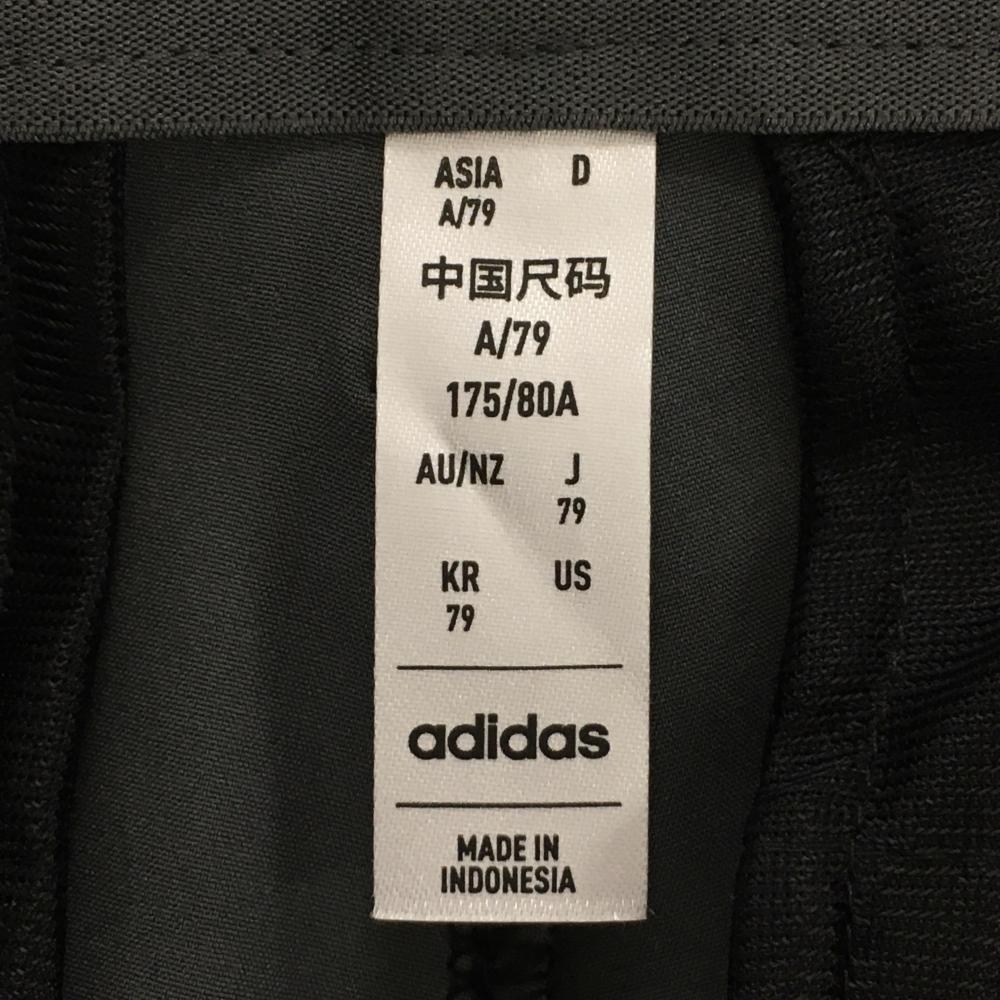 ASIA D
A/79
中国尺码
A/79
175/80A
AU/NZ J
79
KR US
79
adidas
MADE IN
INDONESIA